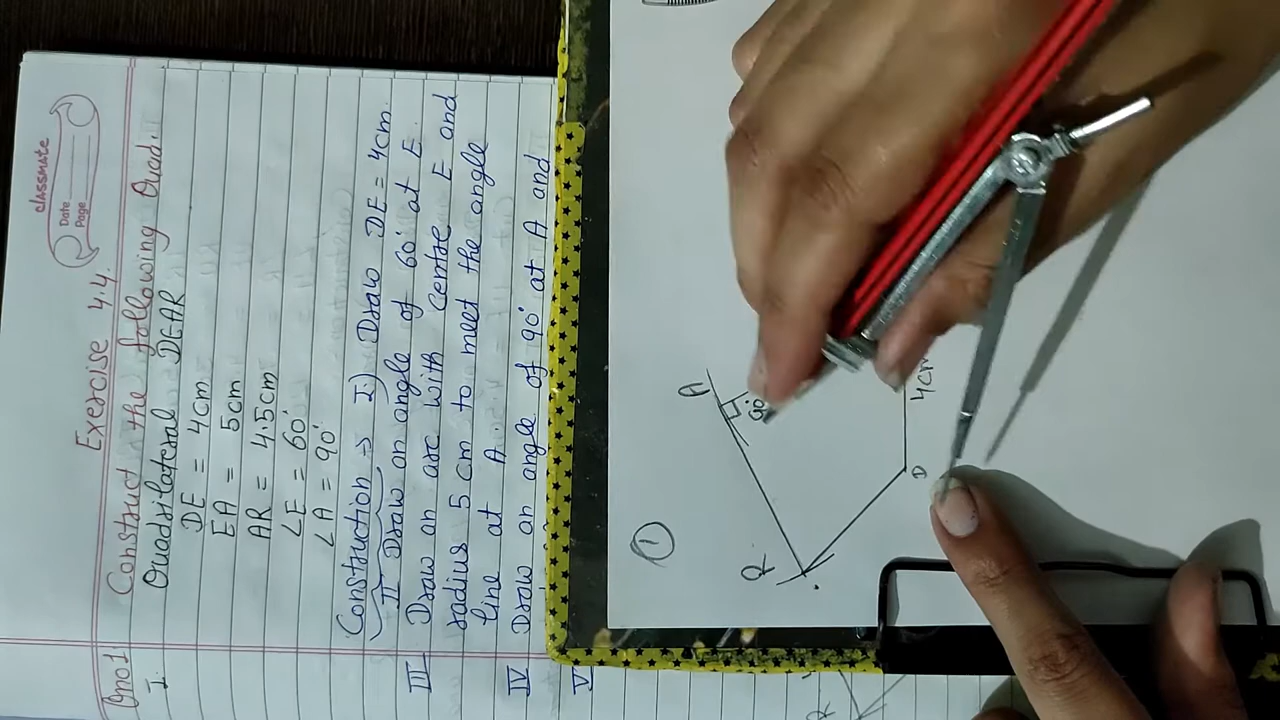 classmate
Date
Page
Exercise 4.4.
Qno1 Construct the following Quad.
I. Quadrilateral DEAR
DE = 4cm
EA = 5cm
AR = 4.5cm
∠E = 60°
∠A = 90°
Construction → I) Draw DE = 4cm.
II Draw an angle of 60° at E.
III Draw an arc with centre E and
radius 5 cm to meet the angle
line at A.
IV Draw an angle of 90° at A and
V
1
A
90°
R
D
4cm
R